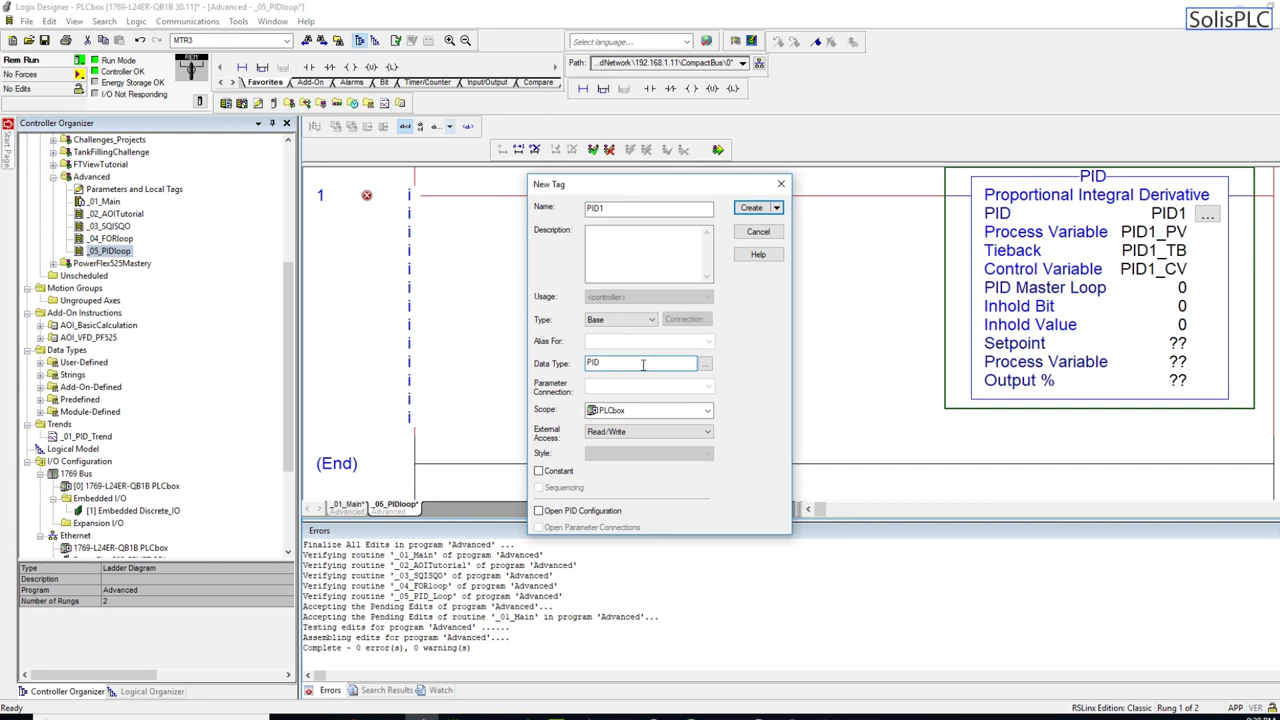 Logix Designer - PLCbox [1769-L24ER-QB1B 30.11]* - [Advanced - _05_PIDloop*]
SolisPLC
File Edit View Search Logic Communications Tools Window Help
MTR3
Select language...
Rem Run
Run Mode
No Forces
Controller OK
Energy Storage OK
No Edits
I/O Not Responding
REM
Path: ...dNetwork\192.168.1.11\CompactBus\0*
Favorites Add-On Alarms Bit Timer/Counter Input/Output Compare
Start Page
Controller Organizer
Challenges_Projects
TankFillingChallenge
FTViewTutorial
Advanced
Parameters and Local Tags
_01_Main
_02_AOITutorial
_03_SQISQO
_04_FORloop
_05_PIDloop
PowerFlex525Mastery
Unscheduled
Motion Groups
Ungrouped Axes
Add-On Instructions
AOI_BasicCalculation
AOI_VFD_PF525
Data Types
User-Defined
Strings
Add-On-Defined
Predefined
Module-Defined
Trends
_01_PID_Trend
Logical Model
I/O Configuration
1769 Bus
[0] 1769-L24ER-QB1B PLCbox
Embedded I/O
[1] Embedded Discrete_IO
Expansion I/O
Ethernet
1769-L24ER-QB1B PLCbox
Type Ladder Diagram
Description
Program Advanced
Number of Rungs 2
Controller Organizer Logical Organizer
1
i
i
i
i
i
i
i
i
i
i
i
i
i
(End)
PID
Proportional Integral Derivative
PID PID1 ...
Process Variable PID1_PV
Tieback PID1_TB
Control Variable PID1_CV
PID Master Loop 0
Inhold Bit 0
Inhold Value 0
Setpoint ??
Process Variable ??
Output % ??
New Tag
Name: PID1
Create
Description:
Cancel
Help
Usage: <controller>
Type: Base Connection...
Alias For:
Data Type: PID ...
Parameter Connection:
Scope: PLCbox
External Access: Read/Write
Style:
Constant
Sequencing
Open PID Configuration
Open Parameter Connections
_01_Main* _05_PIDloop*
Advanced Advanced
Errors
Finalize All Edits in program 'Advanced' ...
Verifying routine '_01_Main' of program 'Advanced'
Verifying routine '_02_AOITutorial' of program 'Advanced'
Verifying routine '_03_SQISQO' of program 'Advanced'
Verifying routine '_04_FORloop' of program 'Advanced'
Verifying routine '_05_PID_Loop' of program 'Advanced'
Accepting the Pending Edits of program 'Advanced'...
Accepting the Pending Edits of routine '_01_Main' in program 'Advanced'...
Testing edits for program 'Advanced' ......
Assembling edits for program 'Advanced'....
Complete - 0 error(s), 0 warning(s)
Errors Search Results Watch
Ready
RSLinx Edition: Classic Rung 1 of 2 APP VER